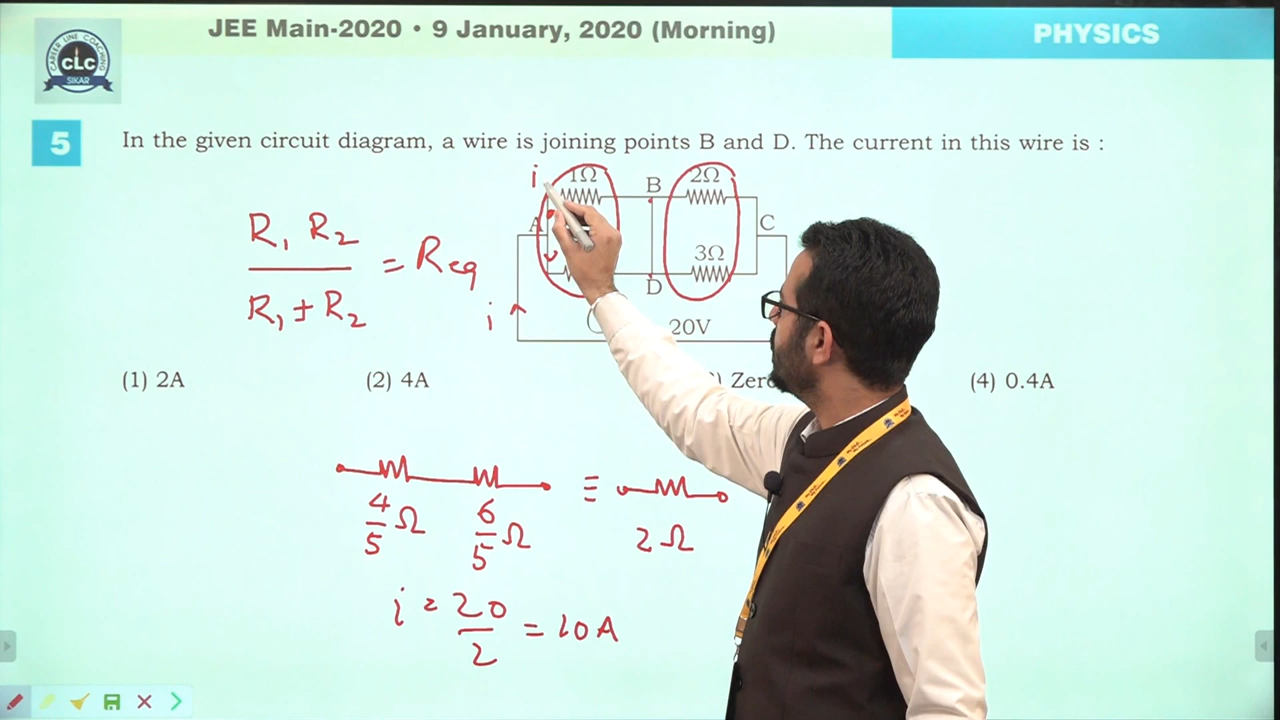 JEE Main-2020 • 9 January, 2020 (Morning)
PHYSICS
CAREER LINE COACHING
CLC
SIKAR
5
In the given circuit diagram, a wire is joining points B and D. The current in this wire is :
i
1Ω
B
2Ω
A
C
3Ω
D
20V
i
R₁ R₂
R₁ + R₂
= Req
(1) 2A
(2) 4A
) Zero
(4) 0.4A
4/5 Ω
6/5 Ω
≡
2 Ω
i = 20/2 = 10A